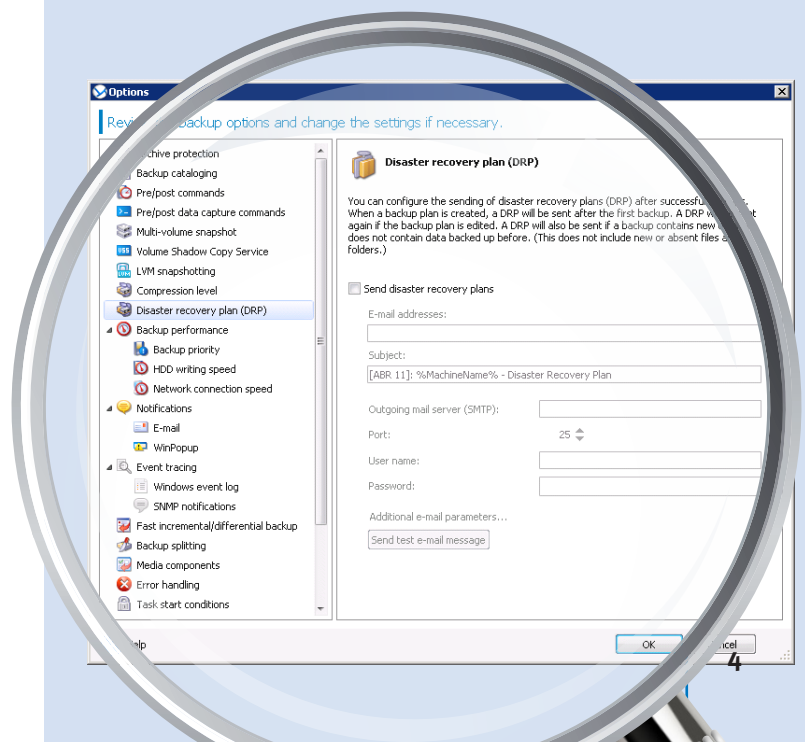 Options
Rev backup options and change the settings if necessary.
chive protection
Backup cataloging
Pre/post commands
Pre/post data capture commands
Multi-volume snapshot
Volume Shadow Copy Service
LVM snapshotting
Compression level
Disaster recovery plan (DRP)
Backup performance
Backup priority
HDD writing speed
Network connection speed
Notifications
E-mail
WinPopup
Event tracing
Windows event log
SNMP notifications
Fast incremental/differential backup
Backup splitting
Media components
Error handling
Task start conditions
Disaster recovery plan (DRP)
You can configure the sending of disaster recovery plans (DRP) after successful
When a backup plan is created, a DRP will be sent after the first backup. A DRP
again if the backup plan is edited. A DRP will also be sent if a backup contains new
does not contain data backed up before. (This does not include new or absent files
folders.)
Send disaster recovery plans
E-mail addresses:
Subject:
[ABR 11]: %MachineName% - Disaster Recovery Plan
Outgoing mail server (SMTP):
Port: 25
User name:
Password:
Additional e-mail parameters...
Send test e-mail message
elp
OK
ncel
4